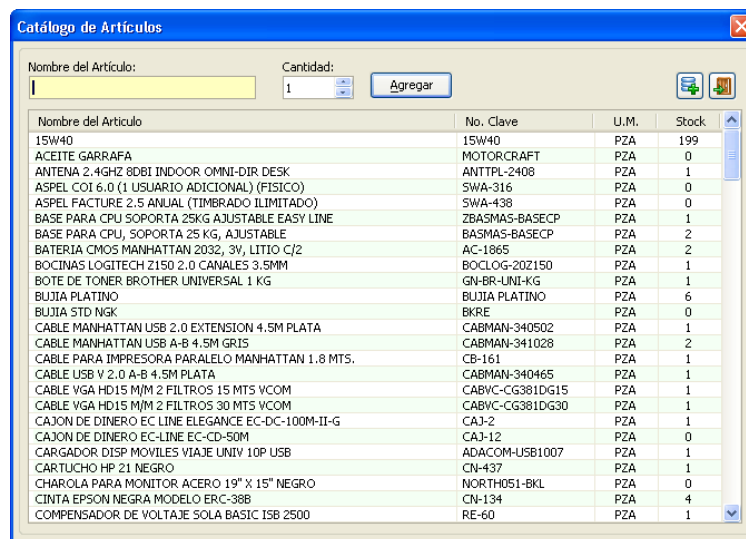 Catálogo de Artículos
Nombre del Artículo: Cantidad:
1 Agregar
Nombre del Articulo No. Clave U.M. Stock
15W40 15W40 PZA 199
ACEITE GARRAFA MOTORCRAFT PZA 0
ANTENA 2.4GHZ 8DBI INDOOR OMNI-DIR DESK ANTTPL-2408 PZA 1
ASPEL COI 6.0 (1 USUARIO ADICIONAL) (FISICO) SWA-316 PZA 0
ASPEL FACTURE 2.5 ANUAL (TIMBRADO ILIMITADO) SWA-438 PZA 0
BASE PARA CPU SOPORTA 25KG AJUSTABLE EASY LINE ZBASMAS-BASECP PZA 1
BASE PARA CPU, SOPORTA 25 KG, AJUSTABLE BASMAS-BASECP PZA 2
BATERIA CMOS MANHATTAN 2032, 3V, LITIO C/2 AC-1865 PZA 2
BOCINAS LOGITECH Z150 2.0 CANALES 3.5MM BOCLOG-20Z150 PZA 1
BOTE DE TONER BROTHER UNIVERSAL 1 KG GN-BR-UNI-KG PZA 1
BUJIA PLATINO BUJIA PLATINO PZA 6
BUJIA STD NGK BKRE PZA 0
CABLE MANHATTAN USB 2.0 EXTENSION 4.5M PLATA CABMAN-340502 PZA 1
CABLE MANHATTAN USB A-B 4.5M GRIS CABMAN-341028 PZA 2
CABLE PARA IMPRESORA PARALELO MANHATTAN 1.8 MTS. CB-161 PZA 1
CABLE USB V 2.0 A-B 4.5M PLATA CABMAN-340465 PZA 1
CABLE VGA HD15 M/M 2 FILTROS 15 MTS VCOM CABVC-CG381DG15 PZA 1
CABLE VGA HD15 M/M 2 FILTROS 30 MTS VCOM CABVC-CG381DG30 PZA 1
CAJON DE DINERO EC LINE ELEGANCE EC-DC-100M-II-G CAJ-2 PZA 1
CAJON DE DINERO EC-LINE EC-CD-50M CAJ-12 PZA 0
CARGADOR DISP MOVILES VIAJE UNIV 10P USB ADACOM-USB1007 PZA 1
CARTUCHO HP 21 NEGRO CN-437 PZA 1
CHAROLA PARA MONITOR ACERO 19" X 15" NEGRO NORTH051-BKL PZA 0
CINTA EPSON NEGRA MODELO ERC-38B CN-134 PZA 4
COMPENSADOR DE VOLTAJE SOLA BASIC ISB 2500 RE-60 PZA 1